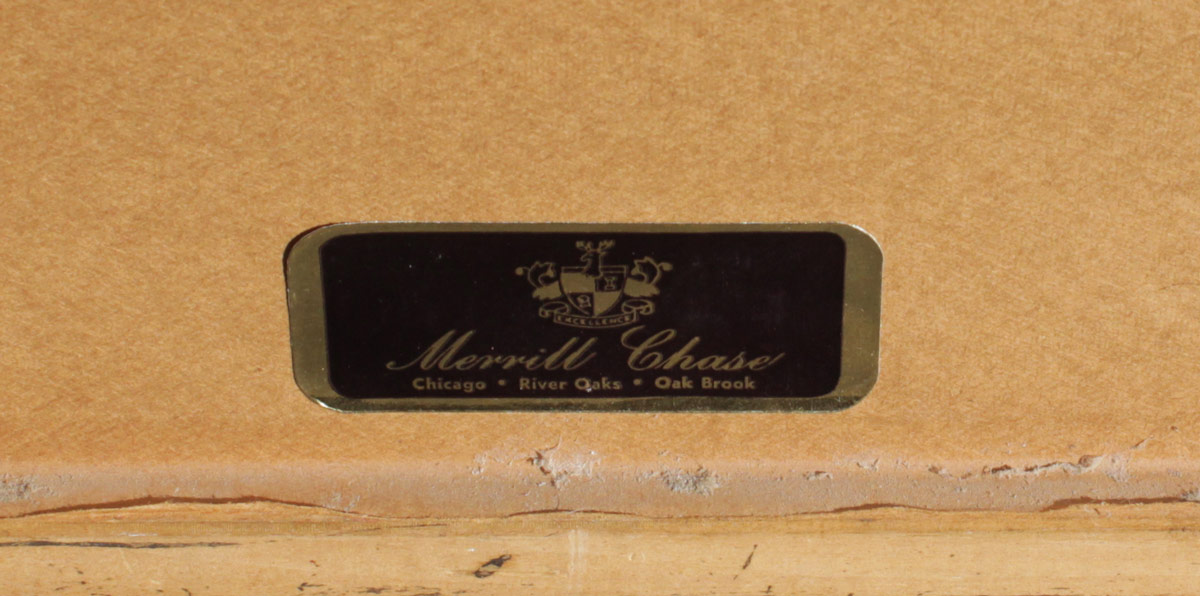 EXCELLENCE
Merrill Chase
Chicago • River Oaks • Oak Brook